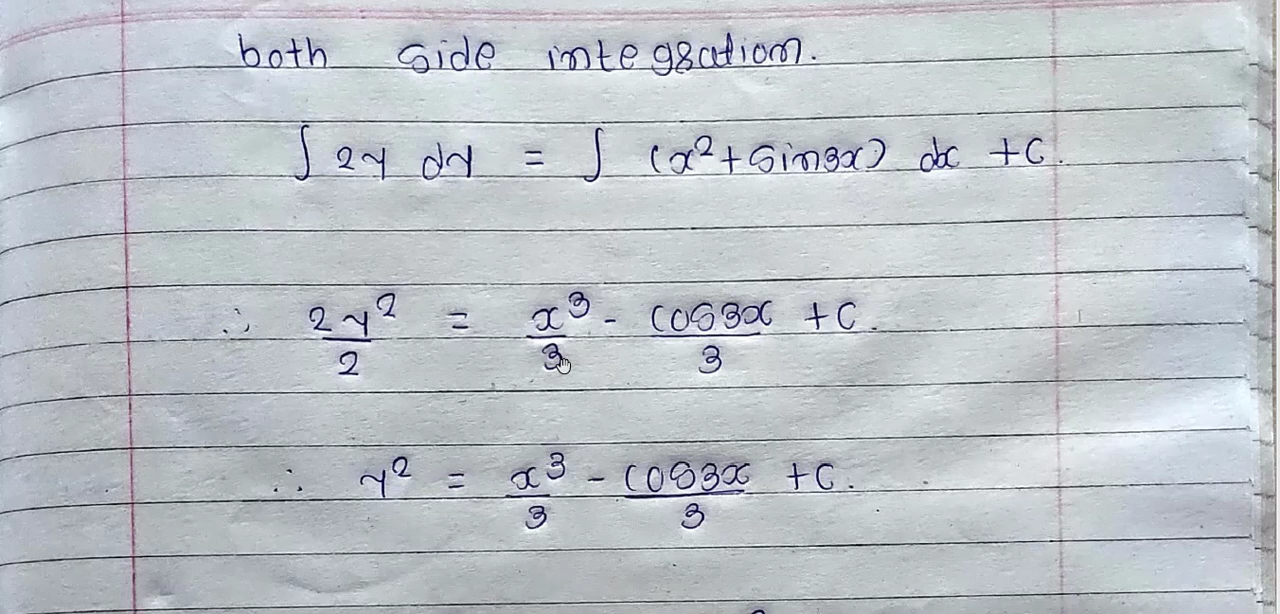 both side integration.
∫ 2y dy = ∫ (x²+sin3x) dx +c.
∴ 2y²/2 = x³/3 - cos3x/3 +c.
∴ y² = x³/3 - cos3x/3 +c.